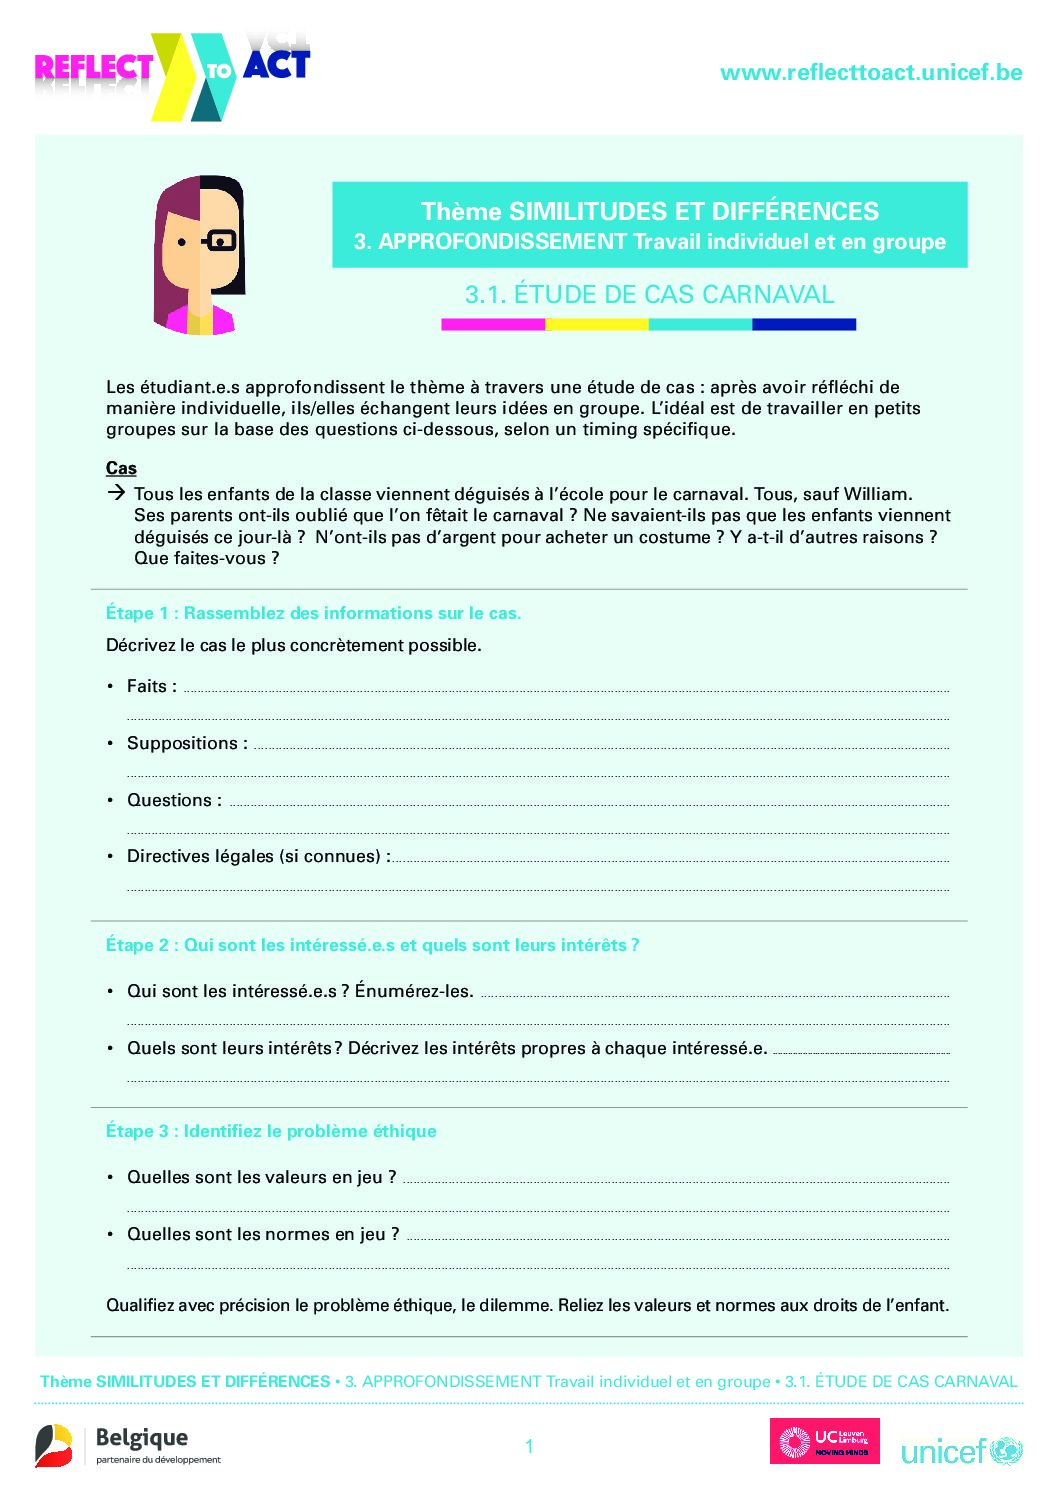 REFLECT TO ACT
www.reflecttoact.unicef.be
Thème SIMILITUDES ET DIFFÉRENCES
3. APPROFONDISSEMENT Travail individuel et en groupe
3.1. ÉTUDE DE CAS CARNAVAL
Les étudiant.e.s approfondissent le thème à travers une étude de cas : après avoir réfléchi de
manière individuelle, ils/elles échangent leurs idées en groupe. L’idéal est de travailler en petits
groupes sur la base des questions ci-dessous, selon un timing spécifique.
Cas
→ Tous les enfants de la classe viennent déguisés à l’école pour le carnaval. Tous, sauf William.
Ses parents ont-ils oublié que l’on fêtait le carnaval ? Ne savaient-ils pas que les enfants viennent
déguisés ce jour-là ? N’ont-ils pas d’argent pour acheter un costume ? Y a-t-il d’autres raisons ?
Que faites-vous ?
Étape 1 : Rassemblez des informations sur le cas.
Décrivez le cas le plus concrètement possible.
• Faits :
• Suppositions :
• Questions :
• Directives légales (si connues) :
Étape 2 : Qui sont les intéressé.e.s et quels sont leurs intérêts ?
• Qui sont les intéressé.e.s ? Énumérez-les.
• Quels sont leurs intérêts ? Décrivez les intérêts propres à chaque intéressé.e.
Étape 3 : Identifiez le problème éthique
• Quelles sont les valeurs en jeu ?
• Quelles sont les normes en jeu ?
Qualifiez avec précision le problème éthique, le dilemme. Reliez les valeurs et normes aux droits de l’enfant.
Thème SIMILITUDES ET DIFFÉRENCES • 3. APPROFONDISSEMENT Travail individuel et en groupe • 3.1. ÉTUDE DE CAS CARNAVAL
Belgique
partenaire du développement
1
UC Leuven
Limburg
MOVING MINDS
unicef